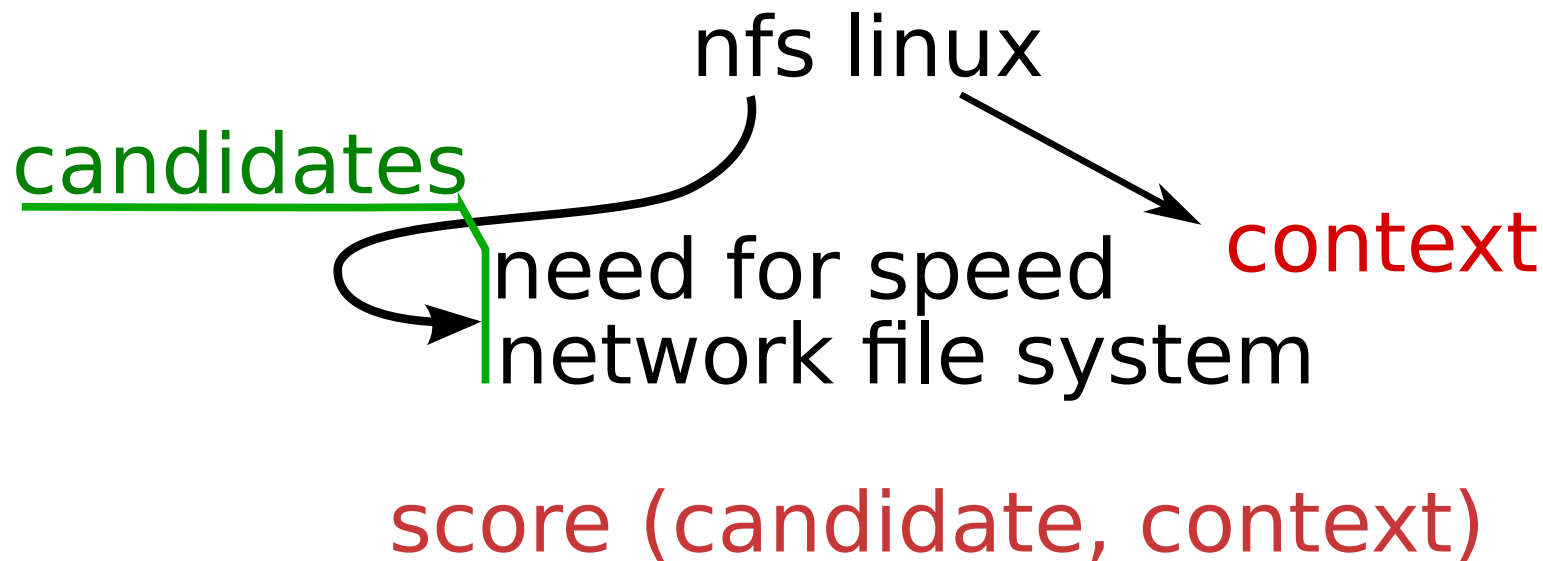 nfs linux
candidates
context
need for speed
network file system
score (candidate, context)